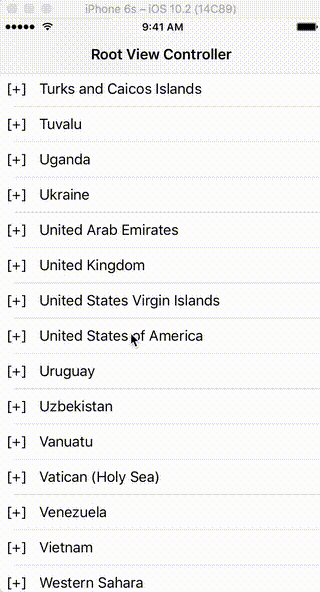 iPhone 6s – iOS 10.2 (14C89)
9:41 AM
Root View Controller
[+] Turks and Caicos Islands
[+] Tuvalu
[+] Uganda
[+] Ukraine
[+] United Arab Emirates
[+] United Kingdom
[+] United States Virgin Islands
[+] United States of America
[+] Uruguay
[+] Uzbekistan
[+] Vanuatu
[+] Vatican (Holy Sea)
[+] Venezuela
[+] Vietnam
[+] Western Sahara